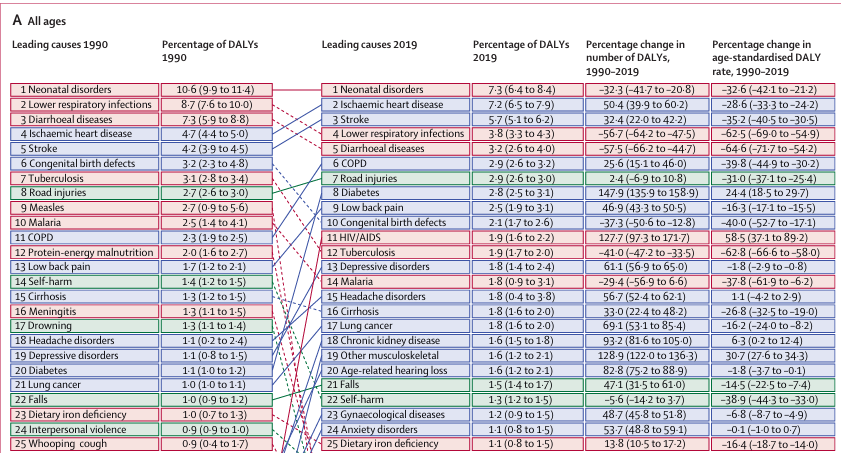 A All ages
Leading causes 1990 Percentage of DALYs 1990 Leading causes 2019 Percentage of DALYs 2019 Percentage change in number of DALYs, 1990–2019 Percentage change in age-standardised DALY rate, 1990–2019
1 Neonatal disorders 10·6 (9·9 to 11·4) 1 Neonatal disorders 7·3 (6·4 to 8·4) −32·3 (−41·7 to −20·8) −32·6 (−42·1 to −21·2)
2 Lower respiratory infections 8·7 (7·6 to 10·0) 2 Ischaemic heart disease 7·2 (6·5 to 7·9) 50·4 (39·9 to 60·2) −28·6 (−33·3 to −24·2)
3 Diarrhoeal diseases 7·3 (5·9 to 8·8) 3 Stroke 5·7 (5·1 to 6·2) 32·4 (22·0 to 42·2) −35·2 (−40·5 to −30·5)
4 Ischaemic heart disease 4·7 (4·4 to 5·0) 4 Lower respiratory infections 3·8 (3·3 to 4·3) −56·7 (−64·2 to −47·5) −62·5 (−69·0 to −54·9)
5 Stroke 4·2 (3·9 to 4·5) 5 Diarrhoeal diseases 3·2 (2·6 to 4·0) −57·5 (−66·2 to −44·7) −64·6 (−71·7 to −54·2)
6 Congenital birth defects 3·2 (2·3 to 4·8) 6 COPD 2·9 (2·6 to 3·2) 25·6 (15·1 to 46·0) −39·8 (−44·9 to −30·2)
7 Tuberculosis 3·1 (2·8 to 3·4) 7 Road injuries 2·9 (2·6 to 3·0) 2·4 (−6·9 to 10·8) −31·0 (−37·1 to −25·4)
8 Road injuries 2·7 (2·6 to 3·0) 8 Diabetes 2·8 (2·5 to 3·1) 147·9 (135·9 to 158·9) 24·4 (18·5 to 29·7)
9 Measles 2·7 (0·9 to 5·6) 9 Low back pain 2·5 (1·9 to 3·1) 46·9 (43·3 to 50·5) −16·3 (−17·1 to −15·5)
10 Malaria 2·5 (1·4 to 4·1) 10 Congenital birth defects 2·1 (1·7 to 2·6) −37·3 (−50·6 to −12·8) −40·0 (−52·7 to −17·1)
11 COPD 2·3 (1·9 to 2·5) 11 HIV/AIDS 1·9 (1·6 to 2·2) 127·7 (97·3 to 171·7) 58·5 (37·1 to 89·2)
12 Protein-energy malnutrition 2·0 (1·6 to 2·7) 12 Tuberculosis 1·9 (1·7 to 2·0) −41·0 (−47·2 to −33·5) −62·8 (−66·6 to −58·0)
13 Low back pain 1·7 (1·2 to 2·1) 13 Depressive disorders 1·8 (1·4 to 2·4) 61·1 (56·9 to 65·0) −1·8 (−2·9 to −0·8)
14 Self-harm 1·4 (1·2 to 1·5) 14 Malaria 1·8 (0·9 to 3·1) −29·4 (−56·9 to 6·6) −37·8 (−61·9 to −6·2)
15 Cirrhosis 1·3 (1·2 to 1·5) 15 Headache disorders 1·8 (0·4 to 3·8) 56·7 (52·4 to 62·1) 1·1 (−4·2 to 2·9)
16 Meningitis 1·3 (1·1 to 1·5) 16 Cirrhosis 1·8 (1·6 to 2·0) 33·0 (22·4 to 48·2) −26·8 (−32·5 to −19·0)
17 Drowning 1·3 (1·1 to 1·4) 17 Lung cancer 1·8 (1·6 to 2·0) 69·1 (53·1 to 85·4) −16·2 (−24·0 to −8·2)
18 Headache disorders 1·1 (0·2 to 2·4) 18 Chronic kidney disease 1·6 (1·5 to 1·8) 93·2 (81·6 to 105·0) 6·3 (0·2 to 12·4)
19 Depressive disorders 1·1 (0·8 to 1·5) 19 Other musculoskeletal 1·6 (1·2 to 2·1) 128·9 (122·0 to 136·3) 30·7 (27·6 to 34·3)
20 Diabetes 1·1 (1·0 to 1·2) 20 Age-related hearing loss 1·6 (1·2 to 2·1) 82·8 (75·2 to 88·9) −1·8 (−3·7 to −0·1)
21 Lung cancer 1·0 (1·0 to 1·1) 21 Falls 1·5 (1·4 to 1·7) 47·1 (31·5 to 61·0) −14·5 (−22·5 to −7·4)
22 Falls 1·0 (0·9 to 1·2) 22 Self-harm 1·3 (1·2 to 1·5) −5·6 (−14·2 to 3·7) −38·9 (−44·3 to −33·0)
23 Dietary iron deficiency 1·0 (0·7 to 1·3) 23 Gynaecological diseases 1·2 (0·9 to 1·5) 48·7 (45·8 to 51·8) −6·8 (−8·7 to −4·9)
24 Interpersonal violence 0·9 (0·9 to 1·0) 24 Anxiety disorders 1·1 (0·8 to 1·5) 53·7 (48·8 to 59·1) −0·1 (−1·0 to 0·7)
25 Whooping cough 0·9 (0·4 to 1·7) 25 Dietary iron deficiency 1·1 (0·8 to 1·5) 13·8 (10·5 to 17·2) −16·4 (−18·7 to −14·0)